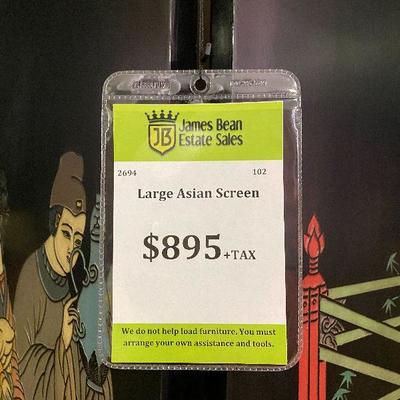 JB
James Bean
Estate Sales
2694 102
Large Asian Screen
$895+TAX
We do not help load furniture. You must
arrange your own assistance and tools.